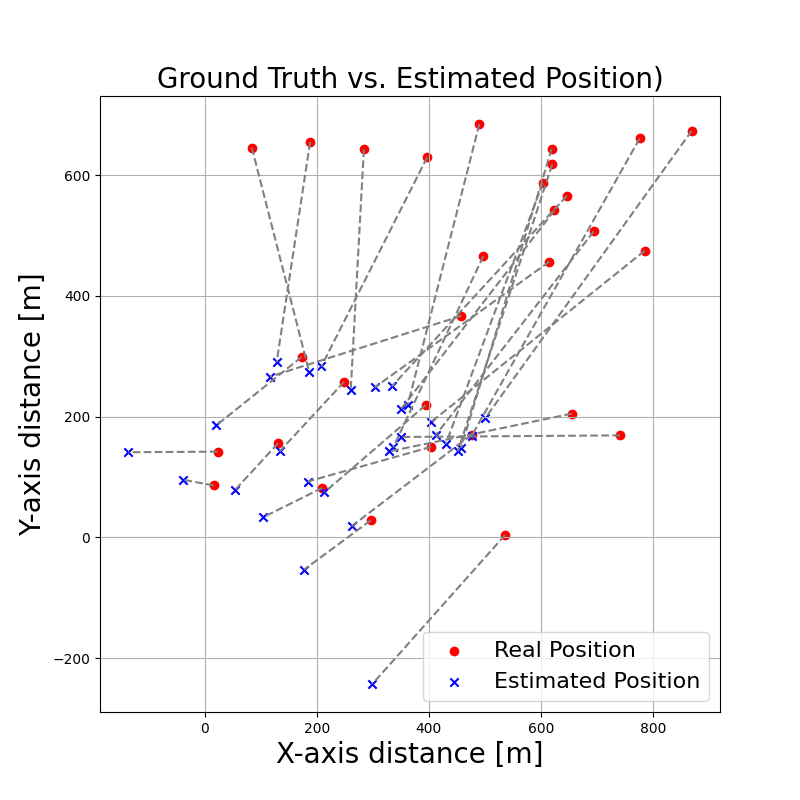 Ground Truth vs. Estimated Position)
Y-axis distance [m]
600
400
200
0
−200
0 200 400 600 800
X-axis distance [m]
Real Position
Estimated Position